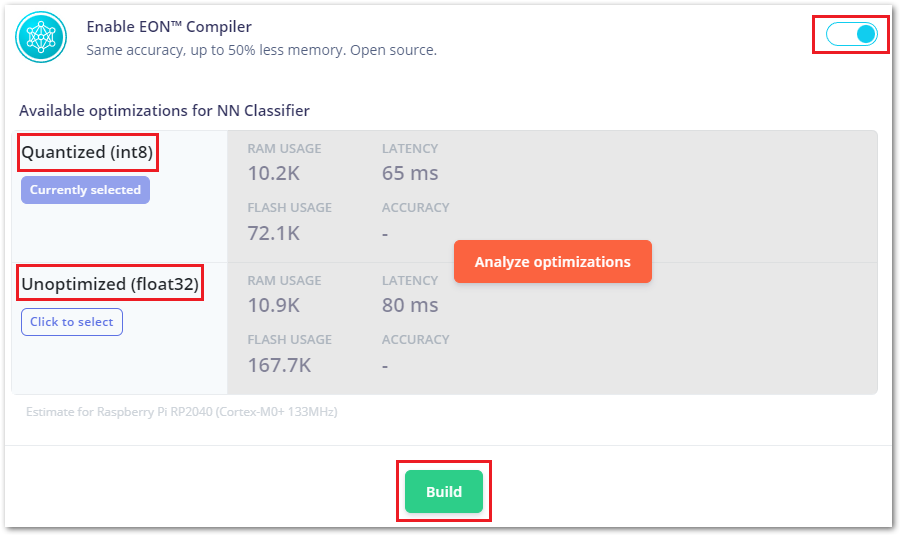 Enable EON™ Compiler
Same accuracy, up to 50% less memory. Open source.
Available optimizations for NN Classifier
Quantized (int8)
Currently selected
RAM USAGE
10.2K
LATENCY
65 ms
FLASH USAGE
72.1K
ACCURACY
-
Analyze optimizations
Unoptimized (float32)
Click to select
RAM USAGE
10.9K
LATENCY
80 ms
FLASH USAGE
167.7K
ACCURACY
-
Estimate for Raspberry Pi RP2040 (Cortex-M0+ 133MHz)
Build